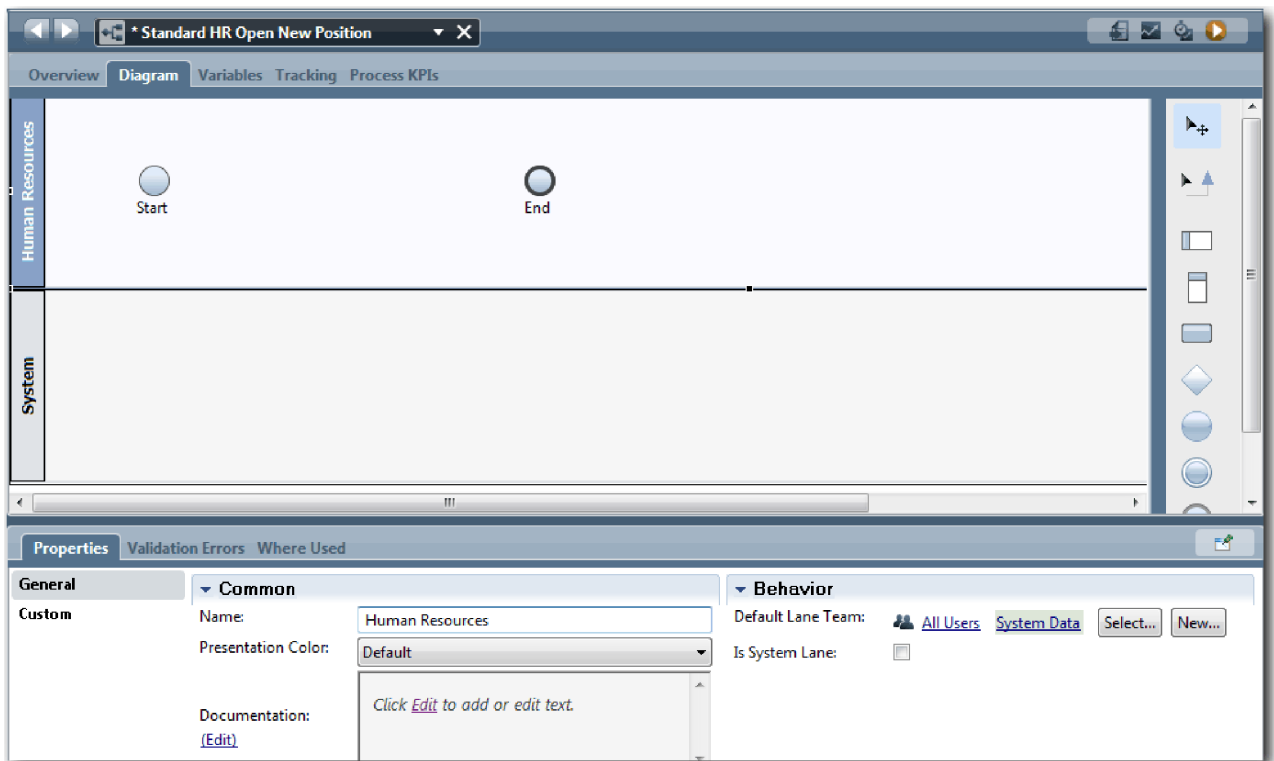 * Standard HR Open New Position
Overview Diagram Variables Tracking Process KPIs
Human Resources
Start
End
System
Properties Validation Errors Where Used
General
Custom
Common
Name: Human Resources
Presentation Color: Default
Documentation:
(Edit)
Click Edit to add or edit text.
Behavior
Default Lane Team: All Users System Data Select... New...
Is System Lane: